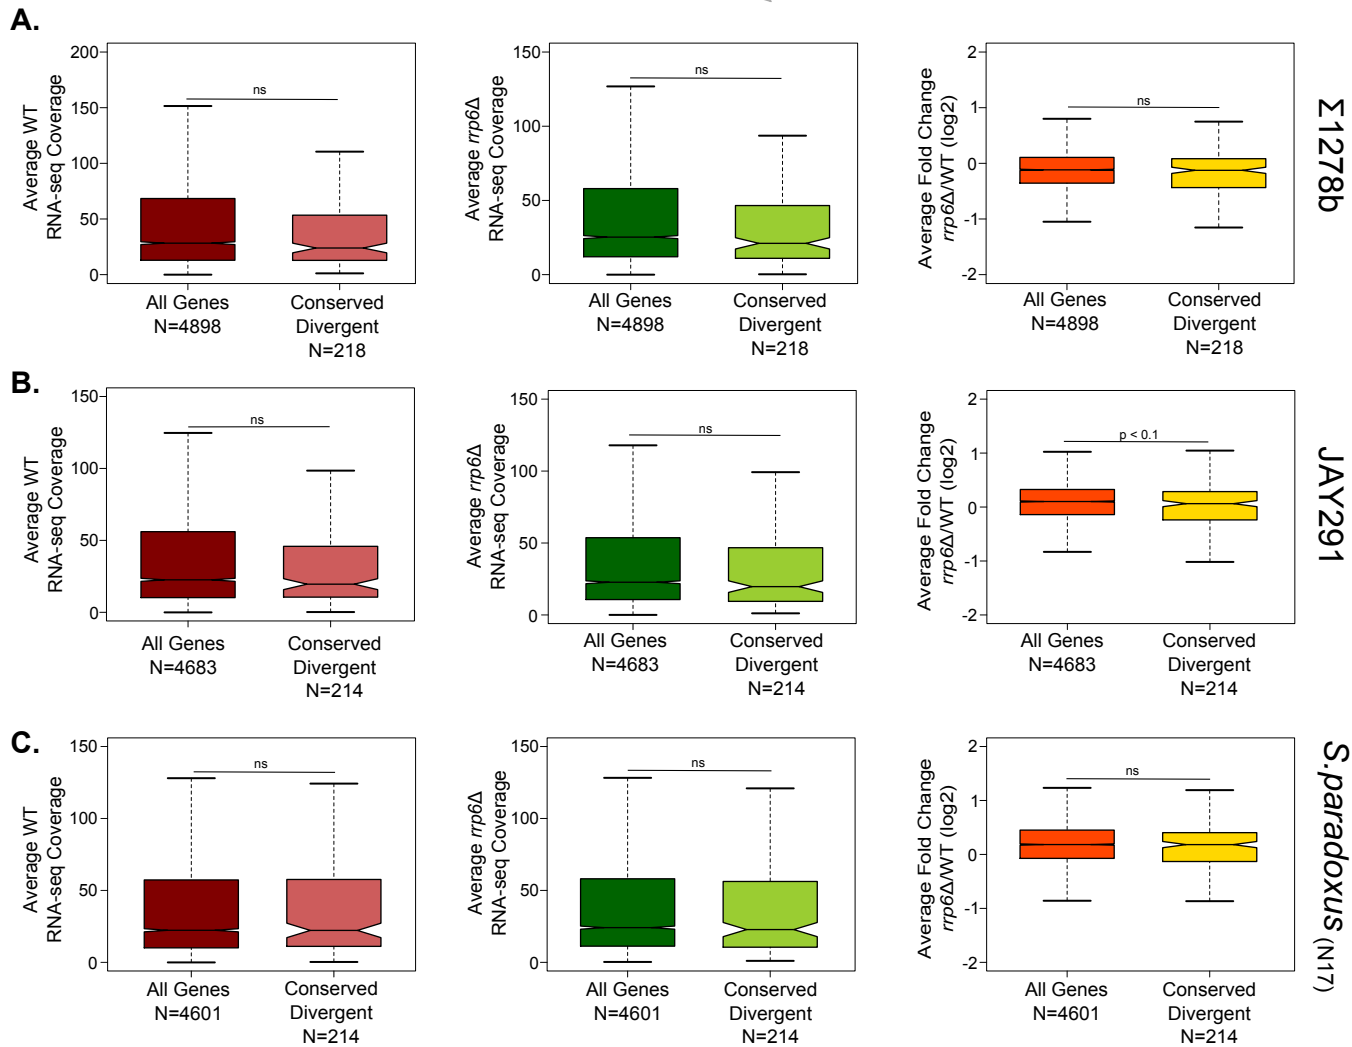 A.
Average WT
RNA-seq Coverage
200
150
100
50
0
ns
All Genes
N=4898
Conserved
Divergent
N=218
Average rrp6Δ
RNA-seq Coverage
150
100
50
0
ns
All Genes
N=4898
Conserved
Divergent
N=218
Average Fold Change
rrp6Δ/WT (log2)
2
1
0
-1
-2
ns
All Genes
N=4898
Conserved
Divergent
N=218
Σ1278b
B.
Average WT
RNA-seq Coverage
150
100
50
0
ns
All Genes
N=4683
Conserved
Divergent
N=214
Average rrp6Δ
RNA-seq Coverage
150
100
50
0
ns
All Genes
N=4683
Conserved
Divergent
N=214
Average Fold Change
rrp6Δ/WT (log2)
2
1
0
-1
-2
p < 0.1
All Genes
N=4683
Conserved
Divergent
N=214
JAY291
C.
Average WT
RNA-seq Coverage
150
100
50
0
ns
All Genes
N=4601
Conserved
Divergent
N=214
Average rrp6Δ
RNA-seq Coverage
150
100
50
0
ns
All Genes
N=4601
Conserved
Divergent
N=214
Average Fold Change
rrp6Δ/WT (log2)
2
1
0
-1
-2
ns
All Genes
N=4601
Conserved
Divergent
N=214
S.paradoxus (N17)